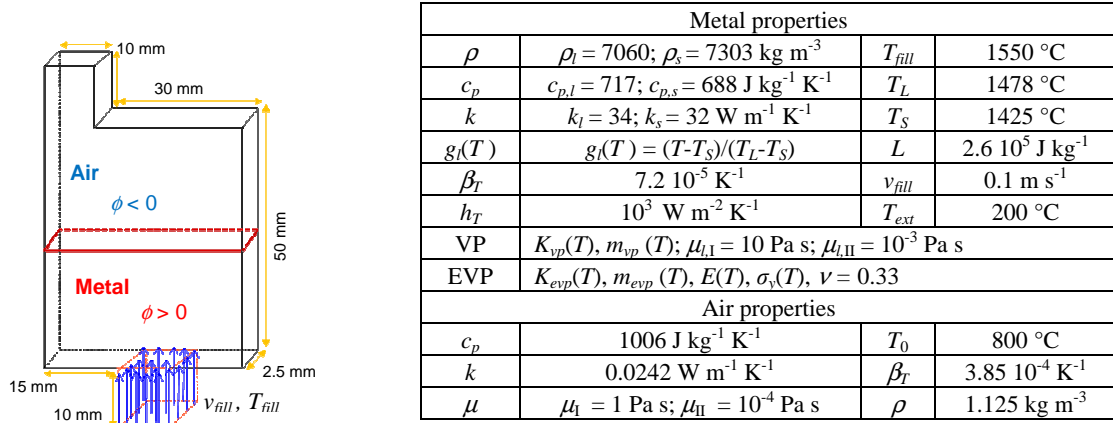 10 mm
30 mm
Air
ϕ < 0
50 mm
Metal
ϕ > 0
15 mm
2.5 mm
10 mm
v_fill, T_fill
Metal properties
ρ ρ_l = 7060; ρ_s = 7303 kg m^-3 T_fill 1550 °C
c_p c_p,l = 717; c_p,s = 688 J kg^-1 K^-1 T_L 1478 °C
k k_l = 34; k_s = 32 W m^-1 K^-1 T_S 1425 °C
g_l(T ) g_l(T ) = (T-T_S)/(T_L-T_S) L 2.6 10^5 J kg^-1
β_T 7.2 10^-5 K^-1 v_fill 0.1 m s^-1
h_T 10^3 W m^-2 K^-1 T_ext 200 °C
VP K_vp(T), m_vp (T); μ_l,I = 10 Pa s; μ_l,II = 10^-3 Pa s
EVP K_evp(T), m_evp (T), E(T), σ_y(T), ν = 0.33
Air properties
c_p 1006 J kg^-1 K^-1 T_0 800 °C
k 0.0242 W m^-1 K^-1 β_T 3.85 10^-4 K^-1
μ μ_I = 1 Pa s; μ_II = 10^-4 Pa s ρ 1.125 kg m^-3